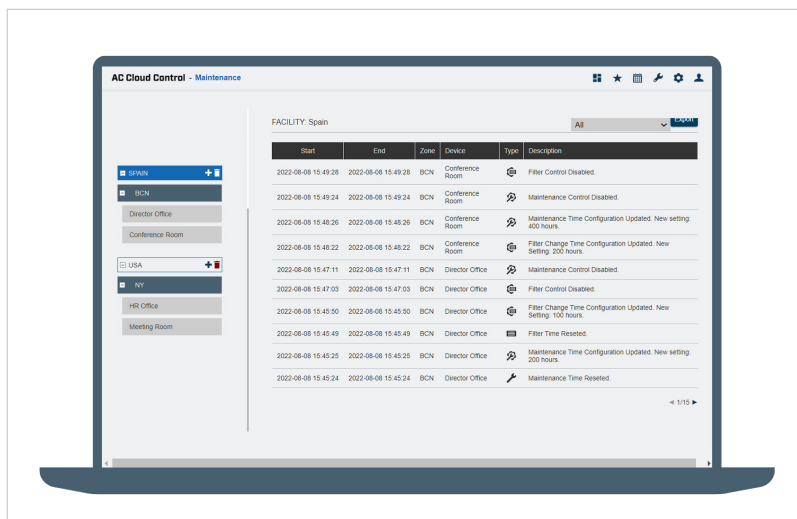 AC Cloud Control - Maintenance
FACILITY: Spain
All
Export
SPAIN
BCN
Director Office
Conference Room
USA
NY
HR Office
Meeting Room
Start End Zone Device Type Description
2022-08-08 15:49:28 2022-08-08 15:49:28 BCN Conference Room Filter Control Disabled.
2022-08-08 15:49:24 2022-08-08 15:49:24 BCN Conference Room Maintenance Control Disabled.
2022-08-08 15:48:26 2022-08-08 15:48:26 BCN Conference Room Maintenance Time Configuration Updated. New setting:
400 hours.
2022-08-08 15:48:22 2022-08-08 15:48:22 BCN Conference Room Filter Change Time Configuration Updated. New
Setting: 200 hours.
2022-08-08 15:47:11 2022-08-08 15:47:11 BCN Director Office Maintenance Control Disabled.
2022-08-08 15:47:03 2022-08-08 15:47:03 BCN Director Office Filter Control Disabled.
2022-08-08 15:45:50 2022-08-08 15:45:50 BCN Director Office Filter Change Time Configuration Updated. New
Setting: 100 hours.
2022-08-08 15:45:49 2022-08-08 15:45:49 BCN Director Office Filter Time Reseted.
2022-08-08 15:45:25 2022-08-08 15:45:25 BCN Director Office Maintenance Time Configuration Updated. New setting:
200 hours.
2022-08-08 15:45:24 2022-08-08 15:45:24 BCN Director Office Maintenance Time Reseted.
1/15